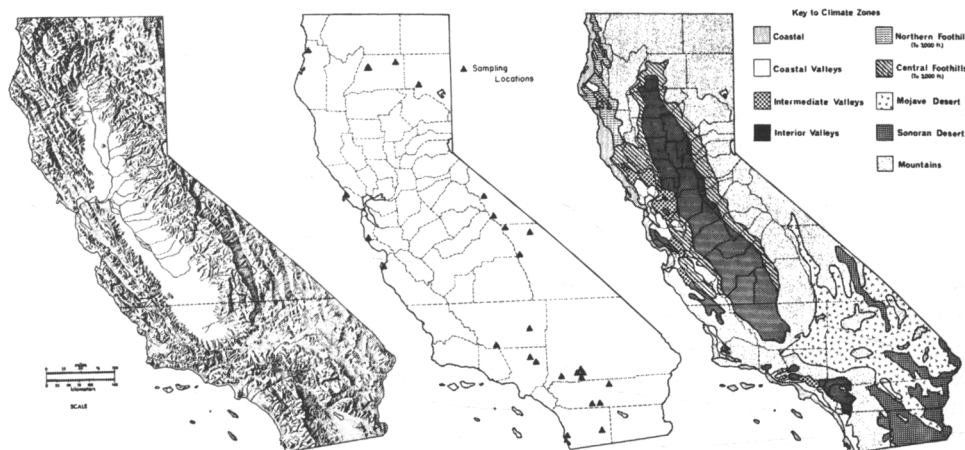 Key to Climate Zones
Coastal
Coastal Valleys
Intermediate Valleys
Interior Valleys
Northern Foothill
Central Foothills
Mojave Desert
Sonoran Desert
Mountains
Sampling
Locations
SCALE